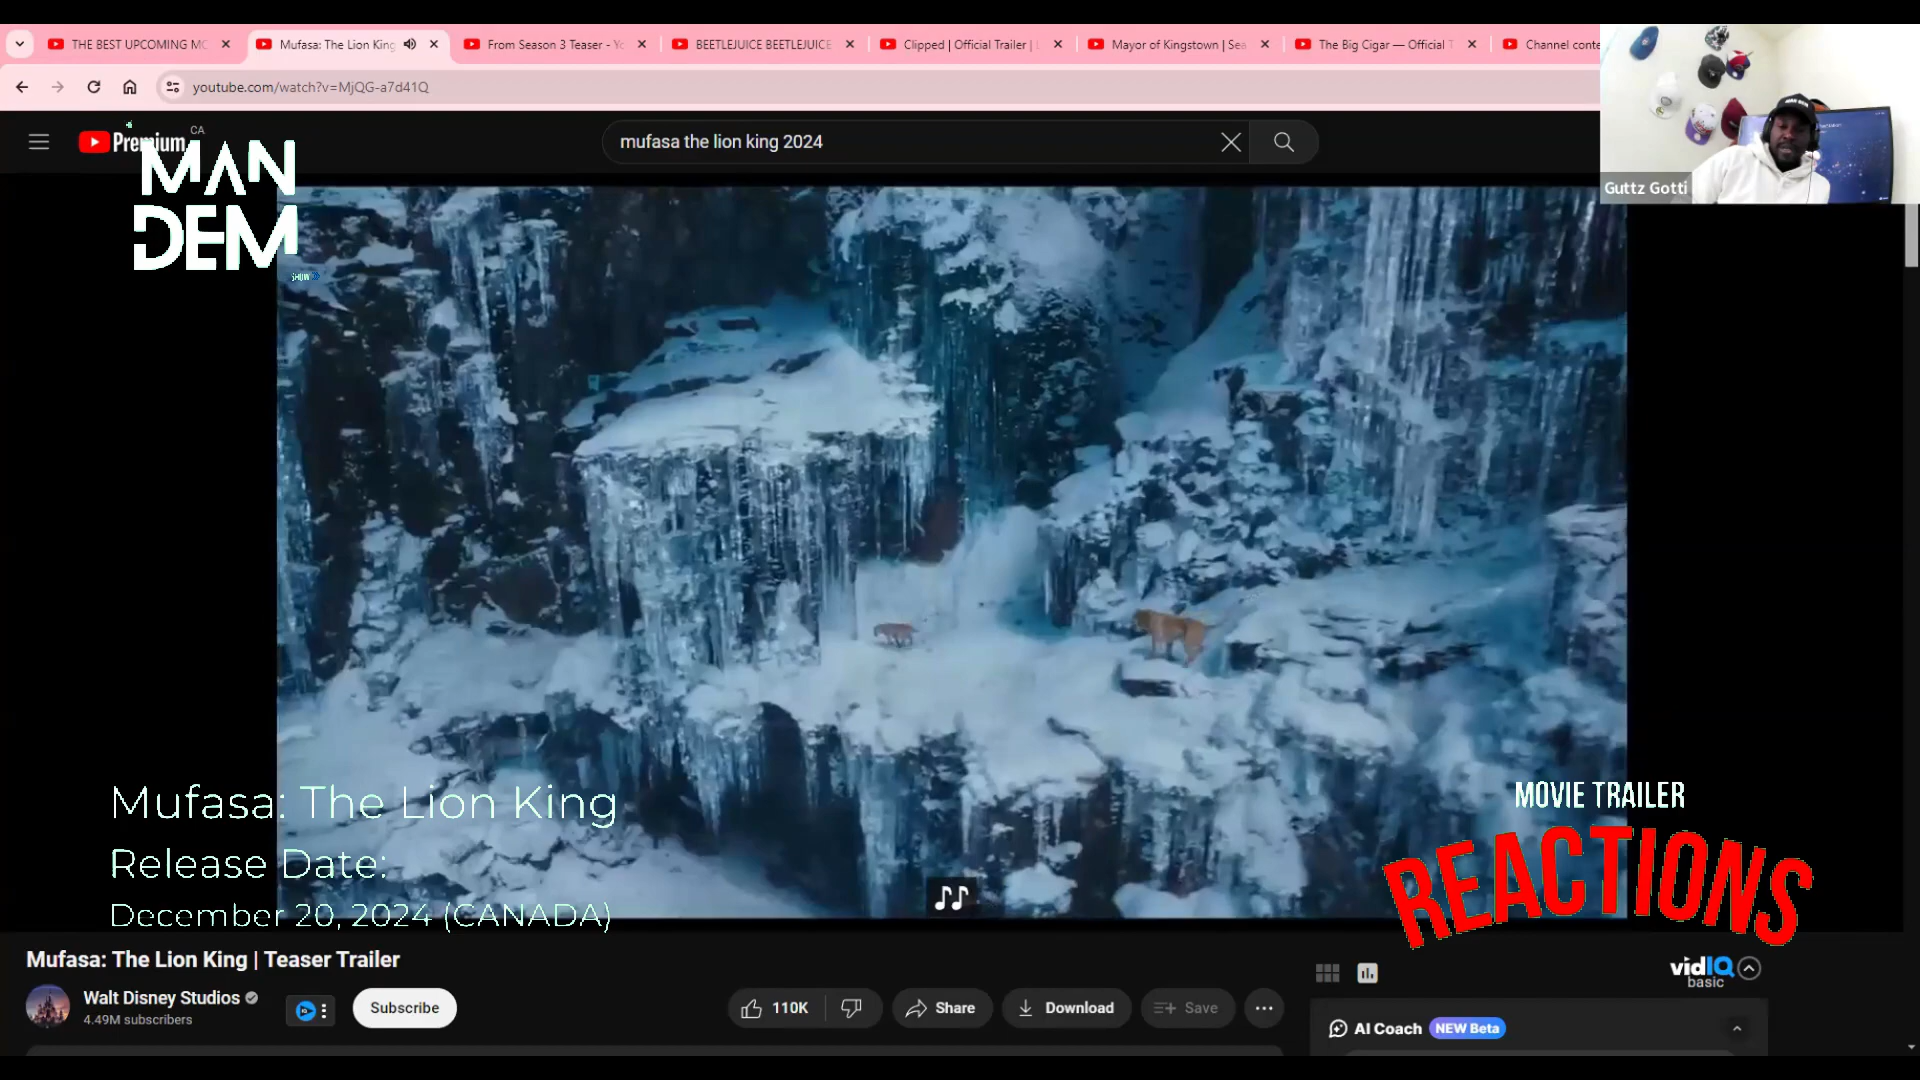 THE BEST UPCOMING MO
Mufasa: The Lion King
From Season 3 Teaser - Yo
BEETLEJUICE BEETLEJUICE
Clipped | Official Trailer |
Mayor of Kingstown | Sea
The Big Cigar — Official T
Channel conte
youtube.com/watch?v=MjQG-a7d41Q
Premium CA
mufasa the lion king 2024
Guttz Gotti
MAN
DEM
SHOW
Mufasa: The Lion King
Release Date:
December 20, 2024 (CANADA)
MOVIE TRAILER
REACTIONS
Mufasa: The Lion King | Teaser Trailer
Walt Disney Studios
4.49M subscribers
Subscribe
110K
Share
Download
Save
vidIQ
basic
AI Coach NEW Beta